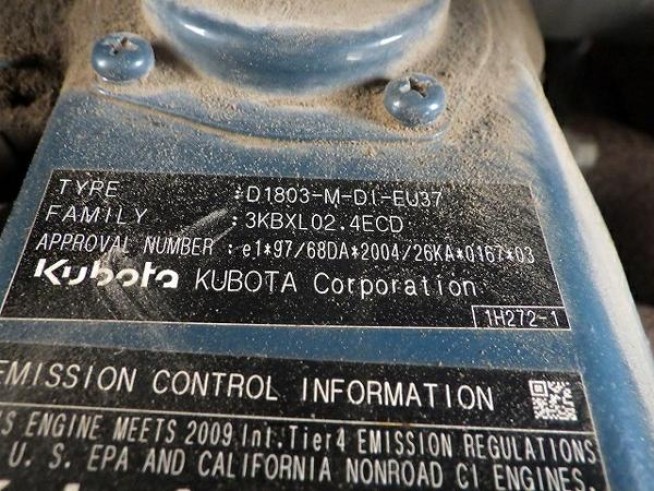 TYPE :D1803-M-DI-EU37
FAMILY :3KBXL02.4ECD
APPROVAL NUMBER :e1*97/68DA*2004/26KA*0167*03
Kubota KUBOTA Corporation
1H272-1
EMISSION CONTROL INFORMATION
IS ENGINE MEETS 2009 Int.Tier4 EMISSION REGULATIONS
U. S. EPA AND CALIFORNIA NONROAD CI ENGINES.